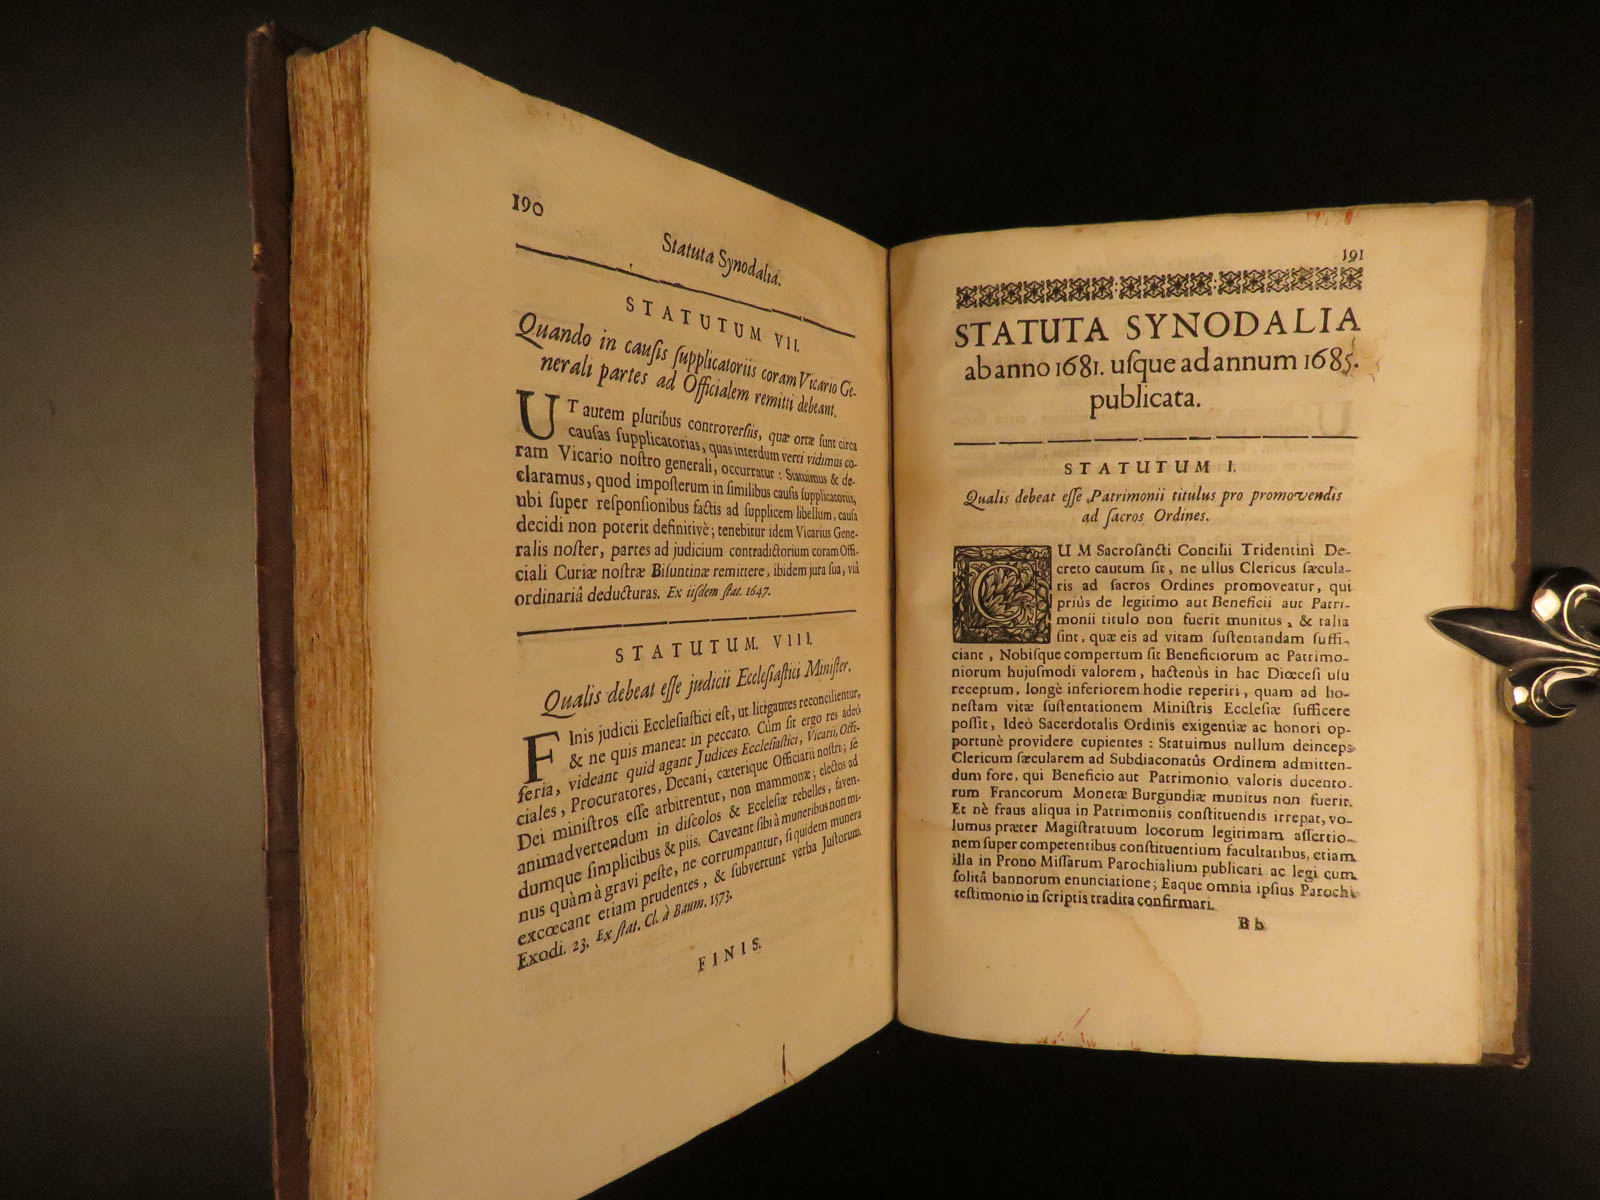 190
Statuta Synodalia.
STATUTUM VII.
Quando in cauſis ſupplicatoriis coram Vicario Ge-
nerali partes ad Officialem remitti debeant.
UT autem pluribus controverſiis, quæ ortæ ſunt circa
cauſas ſupplicatorias, quas interdum verti vidimus co-
ram Vicario noſtro generali, occurratur: Statuimus & de-
claramus, quod impoſterum in ſimilibus cauſis ſupplicatoriis,
ubi ſuper reſponſionibus factis ad ſupplicem libellum, cauſa
decidi non poterit definitivè; tenebitur idem Vicarius Gene-
ralis noſter, partes ad judicium contradictorium coram Offi-
ciali Curiæ noſtræ Biſuntinæ remittere, ibidem jura ſua, viâ
ordinariâ deducturas. Ex iiſdem ſtat. 1647.
STATUTUM. VIII.
Qualis debeat eſſe judicii Eccleſiaſtici Miniſter.
FInis judicii Eccleſiaſtici eſt, ut litigantes reconcilientur,
& ne quis maneat in peccato. Cùm ſit ergo res adeò
ſeria, videant quid agant Judices Eccleſiaſtici, Vicarii, Offi-
ciales, Procuratores, Decani, cæterique Officiarii noſtri; ſe
Dei miniſtros eſſe arbitrentur, non mammonæ; electos ad
animadvertendum in diſcolos & Eccleſiæ rebelles, faven-
dumque ſimplicibus & piis. Caveant ſibi à muneribus non mi-
nus quàm à gravi peſte, ne corrumpantur, ſi quidem munera
excœcant etiam prudentes, & ſubvertunt verba Juſtorum.
Exodi. 23. Ex ſtat. Cl. à Baum. 1573.
FINIS.
191
STATUTA SYNODALIA
ab anno 1681. uſque ad annum 1685.
publicata.
STATUTUM I.
Qualis debeat eſſe Patrimonii titulus pro promovendis
ad ſacros Ordines.
CUM Sacroſancti Concilii Tridentini De-
creto cautum ſit, ne ullus Clericus ſæcula-
ris ad ſacros Ordines promoveatur, qui
priùs de legitimo aut Beneficii aut Patri-
monii titulo non fuerit munitus, & talia
ſint, quæ eis ad vitam ſuſtentandam ſuffi-
ciant, Nobiſque compertum ſit Beneficiorum ac Patrimo-
niorum hujuſmodi valorem, hactenùs in hac Diœceſi uſu
receptum, longè inferiorem hodie reperiri, quam ad ho-
neſtam vitæ ſuſtentationem Miniſtris Eccleſiæ ſufficere
poſſit, Ideò Sacerdotalis Ordinis exigentiæ ac honori op-
portunè providere cupientes: Statuimus nullum deinceps
Clericum ſæcularem ad Subdiaconatûs Ordinem admitten-
dum fore, qui Beneficio aut Patrimonio valoris ducento-
rum Francorum Monetæ Burgundiæ munitus non fuerit.
Et nè fraus aliqua in Patrimoniis conſtituendis irrepat, vo-
lumus præter Magiſtratuum locorum legitimam aſſertio-
nem ſuper competentibus conſtituentium facultatibus, etiam
illa in Prono Miſſarum Parochialium publicari ac legi cum
ſolitâ bannorum enunciatione; Eaque omnia ipſius Parochi
teſtimonio in ſcriptis tradita confirmari.
Bb